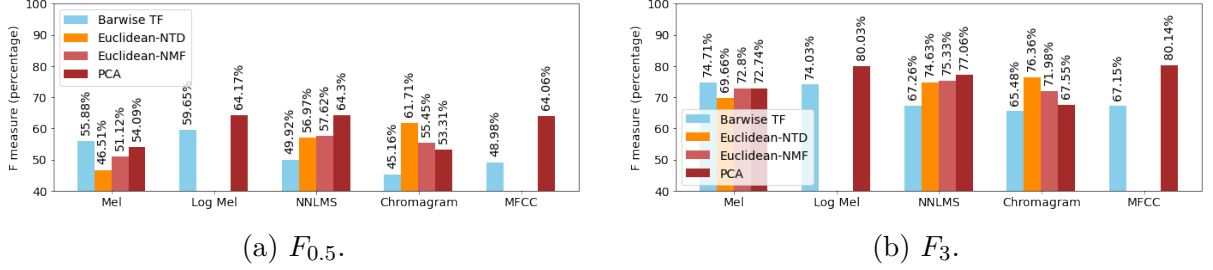 F measure (percentage)
100
90
80
70
60
50
40
Barwise TF
Euclidean-NTD
Euclidean-NMF
PCA
55.88%
46.51%
51.12%
54.09%
59.65%
64.17%
49.92%
56.97%
57.62%
64.3%
45.16%
61.71%
55.45%
53.31%
48.98%
64.06%
Mel
Log Mel
NNLMS
Chromagram
MFCC
(a) F0.5.
F measure (percentage)
100
90
80
70
60
50
40
74.71%
69.66%
72.8%
72.74%
74.03%
80.03%
67.26%
74.63%
75.33%
77.06%
65.48%
76.36%
71.98%
67.55%
67.15%
80.14%
Barwise TF
Euclidean-NTD
Euclidean-NMF
PCA
Mel
Log Mel
NNLMS
Chromagram
MFCC
(b) F3.